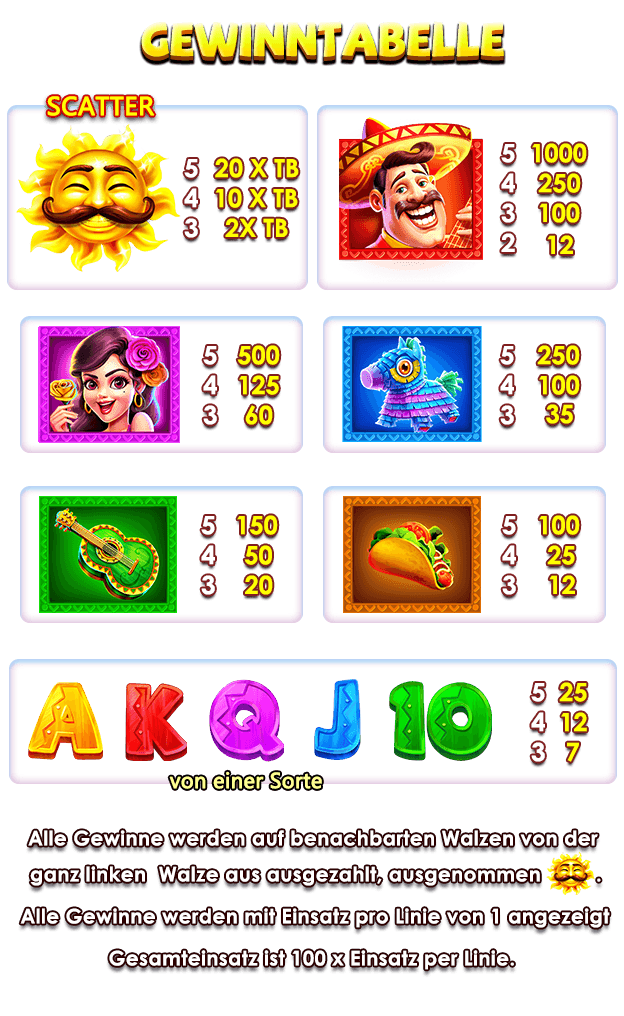 GEWINNTABELLE
SCATTER
5 20 X TB
4 10 X TB
3 2X TB
5 1000
4 250
3 100
2 12
5 500
4 125
3 60
5 250
4 100
3 35
5 150
4 50
3 20
5 100
4 25
3 12
A K Q J 10
5 25
4 12
3 7
von einer Sorte
Alle Gewinne werden auf benachbarten Walzen von der
ganz linken Walze aus ausgezahlt, ausgenommen .
Alle Gewinne werden mit Einsatz pro Linie von 1 angezeigt
Gesamteinsatz ist 100 x Einsatz per Linie.